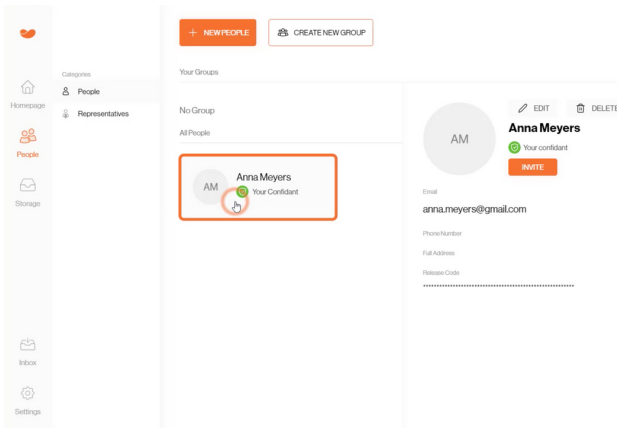 Homepage
People
Storage
Inbox
Settings
Categories
People
Representatives
+ NEW PEOPLE
CREATE NEW GROUP
Your Groups
No Group
All People
AM
Anna Meyers
Your Confidant
EDIT
DELETE
AM
Anna Meyers
Your confidant
INVITE
Email
anna.meyers@gmail.com
Phone Number
Full Address
Release Code